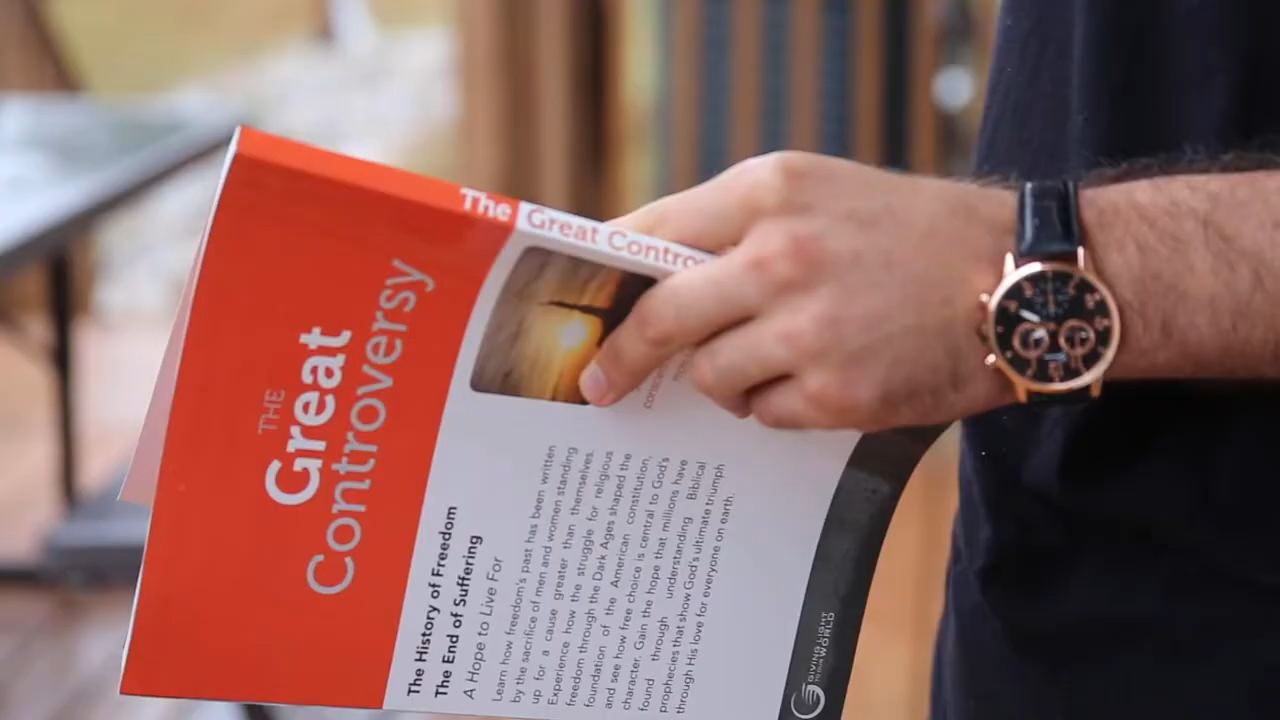 The Great Contro
THE
Great
Controversy
The History of Freedom
The End of Suffering
A Hope to Live For
Learn how freedom's past has been written
by the sacrifice of men and women standing
up for a cause greater than themselves.
Experience how the struggle for religious
freedom through the Dark Ages shaped the
foundation of the American constitution,
and see how free choice is central to God's
character. Gain the hope that millions have
found through understanding Biblical
prophecies that show God's ultimate triumph
through His love for everyone on earth.
GIVING LIGHT
TO OUR WORLD